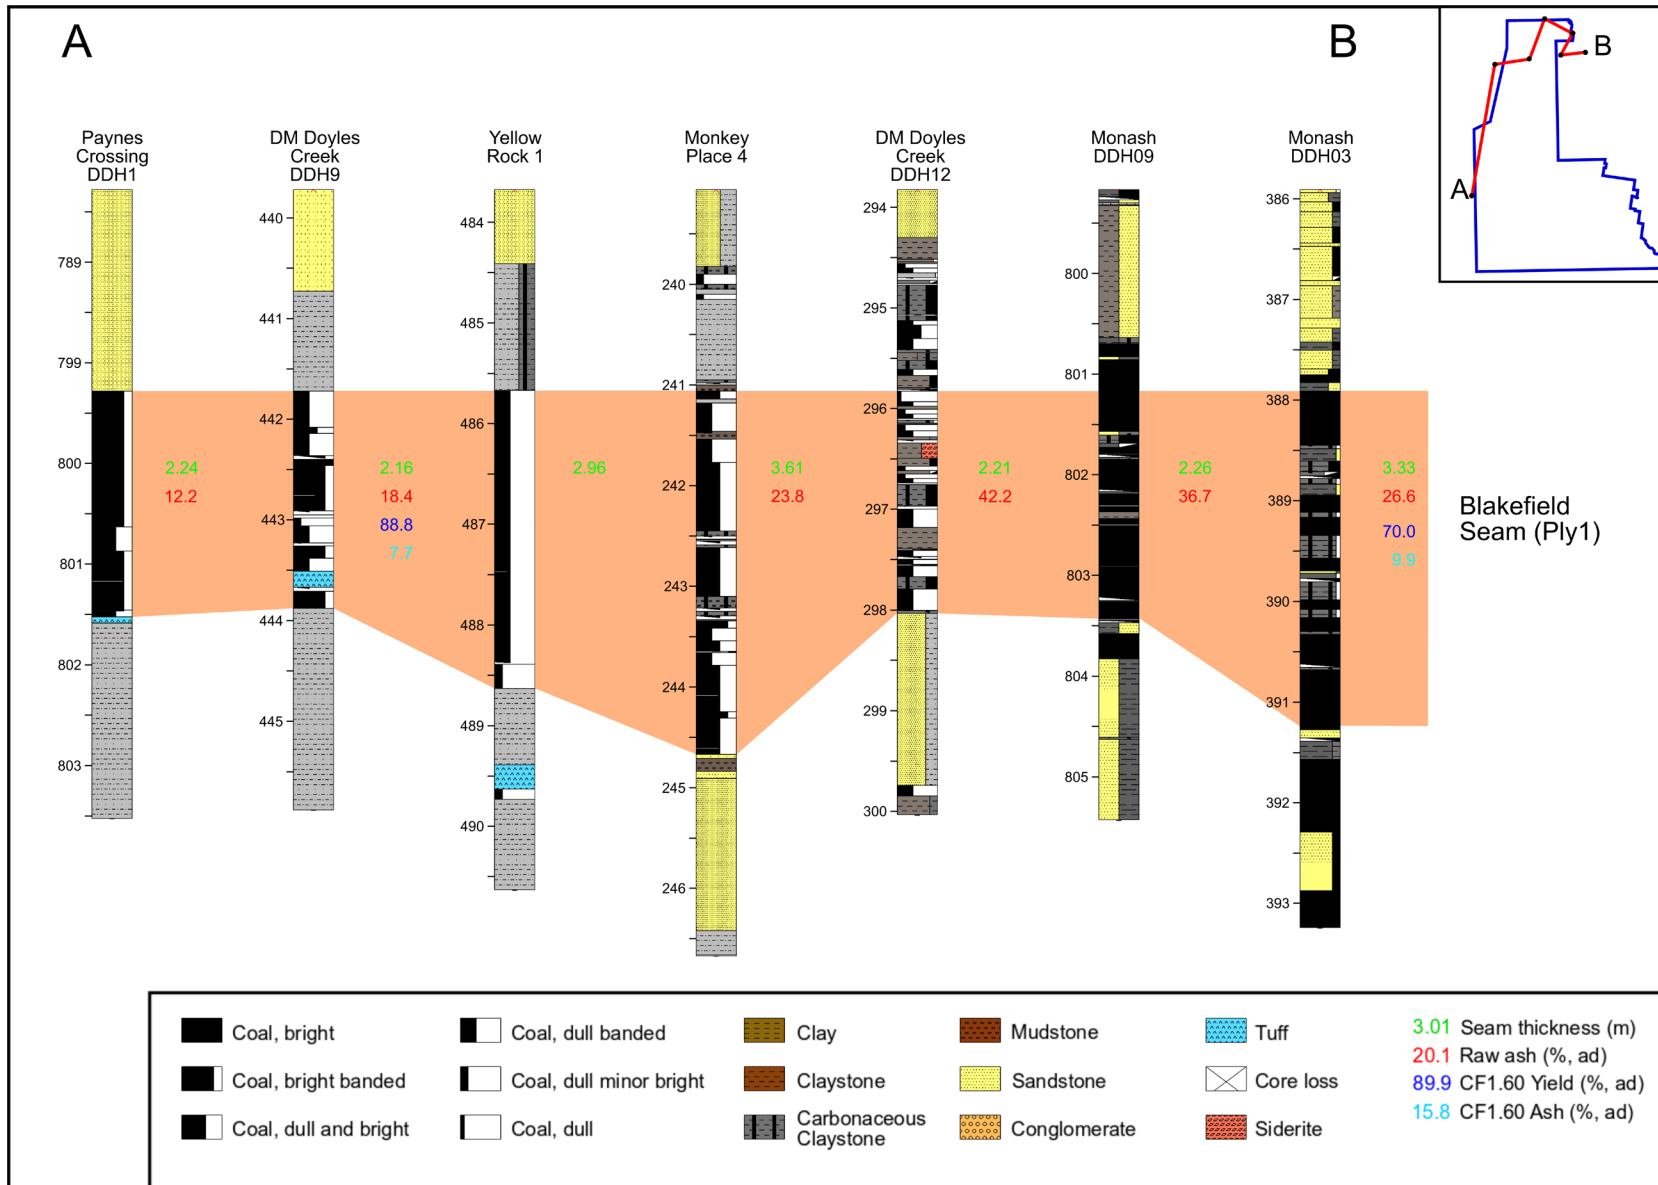 A
B
A
B
Paynes
Crossing
DDH1
DM Doyles
Creek
DDH9
Yellow
Rock 1
Monkey
Place 4
DM Doyles
Creek
DDH12
Monash
DDH09
Monash
DDH03
789
799
800
801
802
803
440
441
442
443
444
445
484
485
486
487
488
489
490
240
241
242
243
244
245
246
294
295
296
297
298
299
300
800
801
802
803
804
805
386
387
388
389
390
391
392
393
2.24
12.2
2.16
18.4
88.8
7.7
2.96
3.61
23.8
2.21
42.2
2.26
36.7
3.33
26.6
70.0
9.9
Blakefield
Seam (Ply1)
Coal, bright
Coal, bright banded
Coal, dull and bright
Coal, dull banded
Coal, dull minor bright
Coal, dull
Clay
Claystone
Carbonaceous
Claystone
Mudstone
Sandstone
Conglomerate
Tuff
Core loss
Siderite
3.01 Seam thickness (m)
20.1 Raw ash (%, ad)
89.9 CF1.60 Yield (%, ad)
15.8 CF1.60 Ash (%, ad)